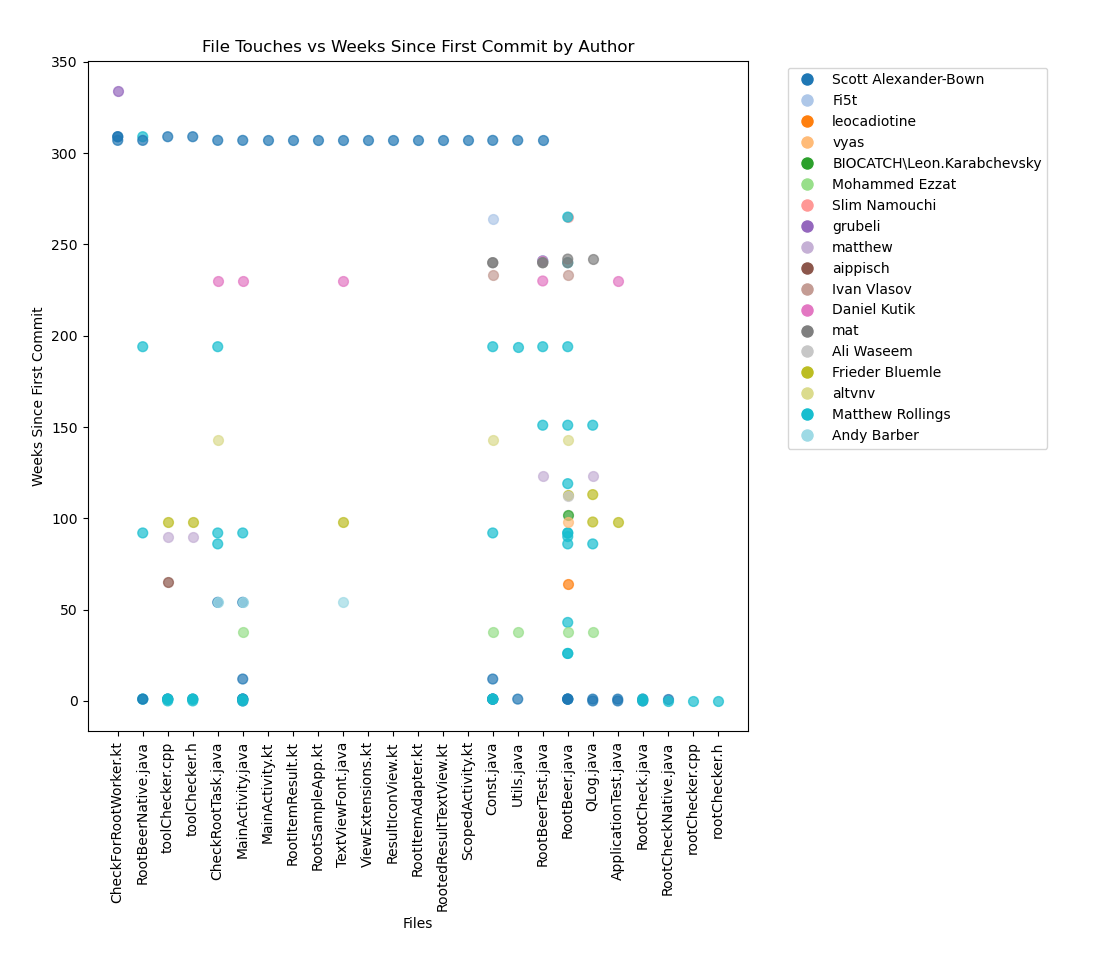 File Touches vs Weeks Since First Commit by Author
350
300
250
200
150
100
50
0
Weeks Since First Commit
CheckForRootWorker.kt
RootBeerNative.java
toolChecker.cpp
toolChecker.h
CheckRootTask.java
MainActivity.java
MainActivity.kt
RootItemResult.kt
RootSampleApp.kt
TextViewFont.java
ViewExtensions.kt
ResultIconView.kt
RootItemAdapter.kt
RootedResultTextView.kt
ScopedActivity.kt
Const.java
Utils.java
RootBeerTest.java
RootBeer.java
QLog.java
ApplicationTest.java
RootCheck.java
RootCheckNative.java
rootChecker.cpp
rootChecker.h
Files
Scott Alexander-Bown
Fi5t
leocadiotine
vyas
BIOCATCH\Leon.Karabchevsky
Mohammed Ezzat
Slim Namouchi
grubeli
matthew
aippisch
Ivan Vlasov
Daniel Kutik
mat
Ali Waseem
Frieder Bluemle
altvnv
Matthew Rollings
Andy Barber